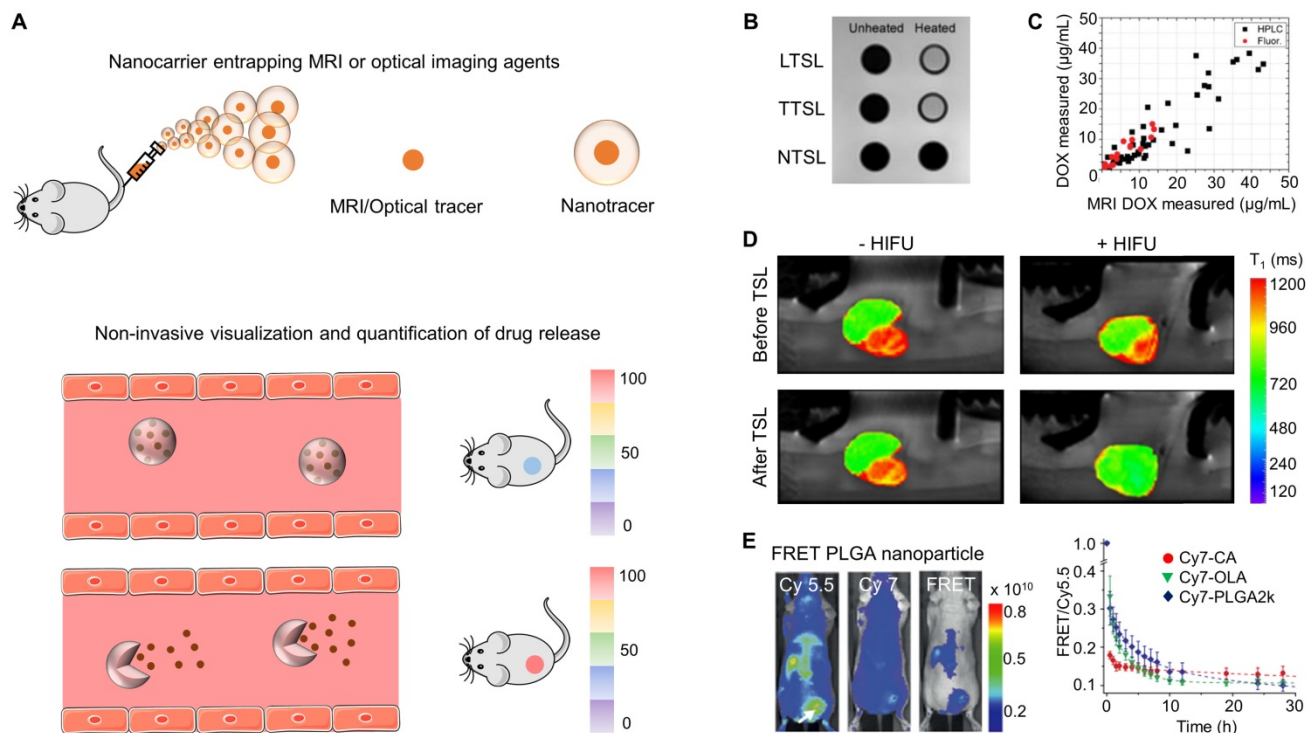 A
Nanocarrier entrapping MRI or optical imaging agents
MRI/Optical tracer
Nanotracer
Non-invasive visualization and quantification of drug release
100
50
0
100
50
0
B
Unheated Heated
LTSL
TTSL
NTSL
C
DOX measured (µg/mL)
50
40
30
20
10
0
HPLC
Fluor.
0 10 20 30 40 50
MRI DOX measured (µg/mL)
D
- HIFU + HIFU
Before TSL
After TSL
T1 (ms)
1200
960
720
480
240
120
E
FRET PLGA nanoparticle
Cy 5.5 Cy 7 FRET
x 10¹⁰
0.8
0.5
0.2
FRET/Cy5.5
1.0
0.4
0.3
0.2
0.1
Cy7-CA
Cy7-OLA
Cy7-PLGA2k
0 10 20 30
Time (h)